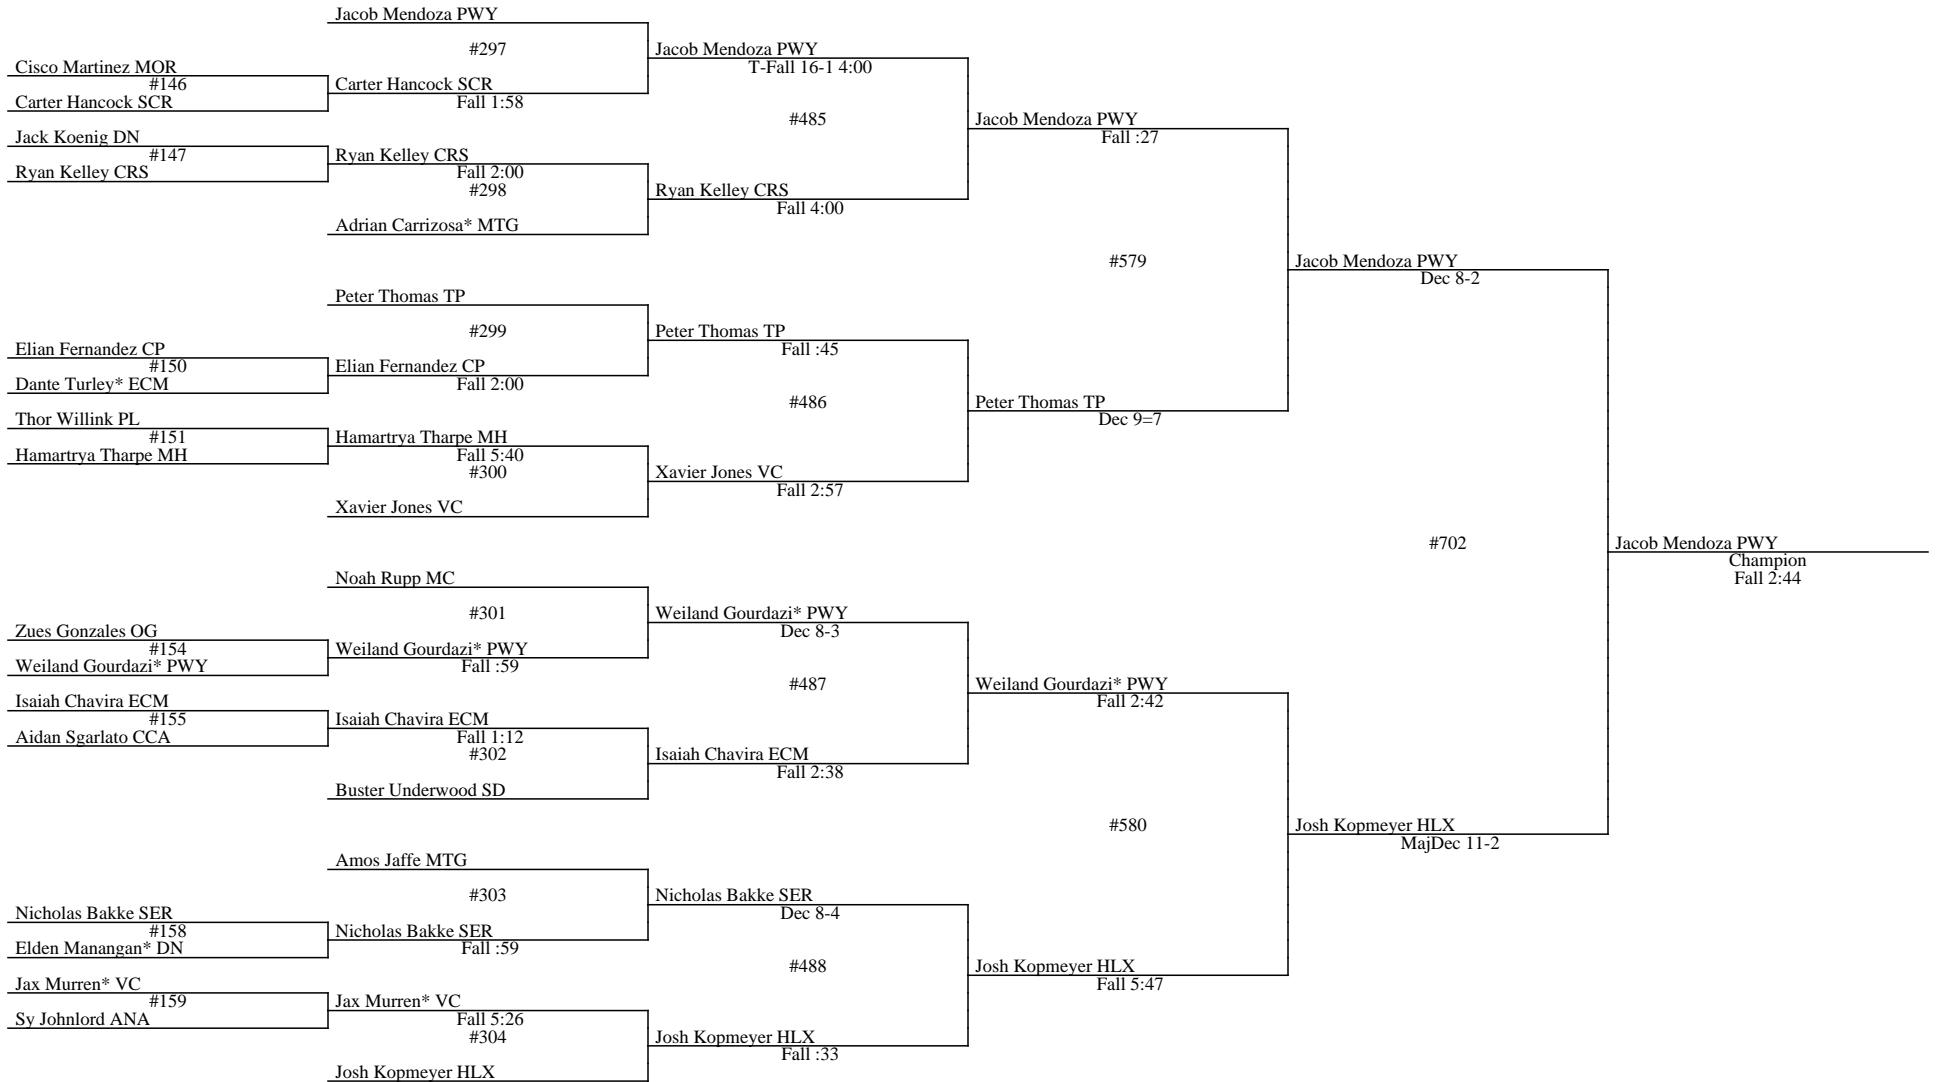 Jacob Mendoza PWY
#297
Jacob Mendoza PWY
Cisco Martinez MOR
T-Fall 16-1 4:00
#146
Carter Hancock SCR
Carter Hancock SCR
Fall 1:58
#485
Jacob Mendoza PWY
Jack Koenig DN
Fall :27
#147
Ryan Kelley CRS
Ryan Kelley CRS
Fall 2:00
#298
Ryan Kelley CRS
Fall 4:00
Adrian Carrizosa* MTG
#579
Jacob Mendoza PWY
Dec 8-2
Peter Thomas TP
#299
Peter Thomas TP
Elian Fernandez CP
Fall :45
#150
Elian Fernandez CP
Dante Turley* ECM
Fall 2:00
#486
Peter Thomas TP
Thor Willink PL
Dec 9=7
#151
Hamartrya Tharpe MH
Hamartrya Tharpe MH
Fall 5:40
#300
Xavier Jones VC
Fall 2:57
Xavier Jones VC
#702
Jacob Mendoza PWY
Champion
Fall 2:44
Noah Rupp MC
#301
Weiland Gourdazi* PWY
Zues Gonzales OG
Dec 8-3
#154
Weiland Gourdazi* PWY
Weiland Gourdazi* PWY
Fall :59
#487
Weiland Gourdazi* PWY
Isaiah Chavira ECM
Fall 2:42
#155
Isaiah Chavira ECM
Aidan Sgarlato CCA
Fall 1:12
#302
Isaiah Chavira ECM
Fall 2:38
Buster Underwood SD
#580
Josh Kopmeyer HLX
MajDec 11-2
Amos Jaffe MTG
#303
Nicholas Bakke SER
Nicholas Bakke SER
Dec 8-4
#158
Nicholas Bakke SER
Elden Manangan* DN
Fall :59
#488
Josh Kopmeyer HLX
Jax Murren* VC
Fall 5:47
#159
Jax Murren* VC
Sy Johnlord ANA
Fall 5:26
#304
Josh Kopmeyer HLX
Fall :33
Josh Kopmeyer HLX